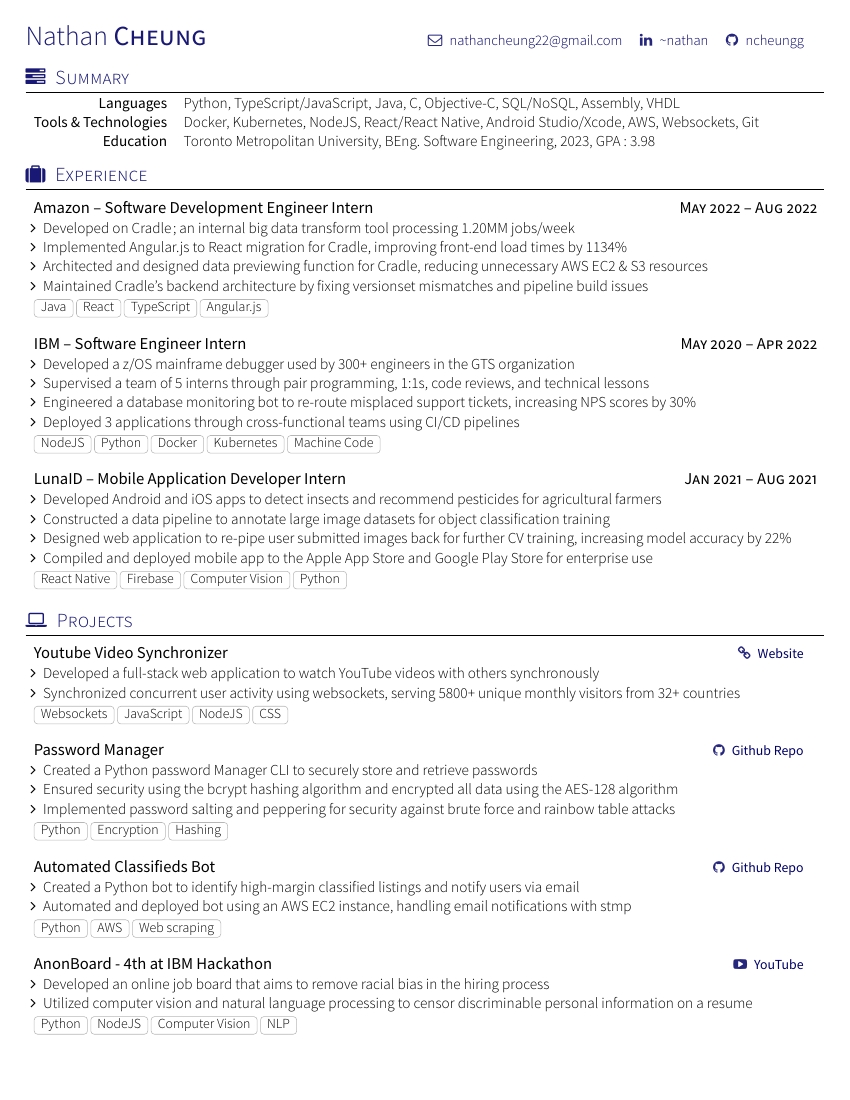 Nathan CHEUNG nathancheung22@gmail.com ~nathan ncheungg
SUMMARY
Languages Python, TypeScript/JavaScript, Java, C, Objective-C, SQL/NoSQL, Assembly, VHDL
Tools & Technologies Docker, Kubernetes, NodeJS, React/React Native, Android Studio/Xcode, AWS, Websockets, Git
Education Toronto Metropolitan University, BEng. Software Engineering, 2023, GPA : 3.98
EXPERIENCE
Amazon – Software Development Engineer Intern MAY 2022 – AUG 2022
Developed on Cradle; an internal big data transform tool processing 1.20MM jobs/week
Implemented Angular.js to React migration for Cradle, improving front-end load times by 1134%
Architected and designed data previewing function for Cradle, reducing unnecessary AWS EC2 & S3 resources
Maintained Cradle's backend architecture by fixing versionset mismatches and pipeline build issues
Java React TypeScript Angular.js
IBM – Software Engineer Intern MAY 2020 – APR 2022
Developed a z/OS mainframe debugger used by 300+ engineers in the GTS organization
Supervised a team of 5 interns through pair programming, 1:1s, code reviews, and technical lessons
Engineered a database monitoring bot to re-route misplaced support tickets, increasing NPS scores by 30%
Deployed 3 applications through cross-functional teams using CI/CD pipelines
NodeJS Python Docker Kubernetes Machine Code
LunaID – Mobile Application Developer Intern JAN 2021 – AUG 2021
Developed Android and iOS apps to detect insects and recommend pesticides for agricultural farmers
Constructed a data pipeline to annotate large image datasets for object classification training
Designed web application to re-pipe user submitted images back for further CV training, increasing model accuracy by 22%
Compiled and deployed mobile app to the Apple App Store and Google Play Store for enterprise use
React Native Firebase Computer Vision Python
PROJECTS
Youtube Video Synchronizer Website
Developed a full-stack web application to watch YouTube videos with others synchronously
Synchronized concurrent user activity using websockets, serving 5800+ unique monthly visitors from 32+ countries
Websockets JavaScript NodeJS CSS
Password Manager Github Repo
Created a Python password Manager CLI to securely store and retrieve passwords
Ensured security using the bcrypt hashing algorithm and encrypted all data using the AES-128 algorithm
Implemented password salting and peppering for security against brute force and rainbow table attacks
Python Encryption Hashing
Automated Classifieds Bot Github Repo
Created a Python bot to identify high-margin classified listings and notify users via email
Automated and deployed bot using an AWS EC2 instance, handling email notifications with stmp
Python AWS Web scraping
AnonBoard - 4th at IBM Hackathon YouTube
Developed an online job board that aims to remove racial bias in the hiring process
Utilized computer vision and natural language processing to censor discriminable personal information on a resume
Python NodeJS Computer Vision NLP